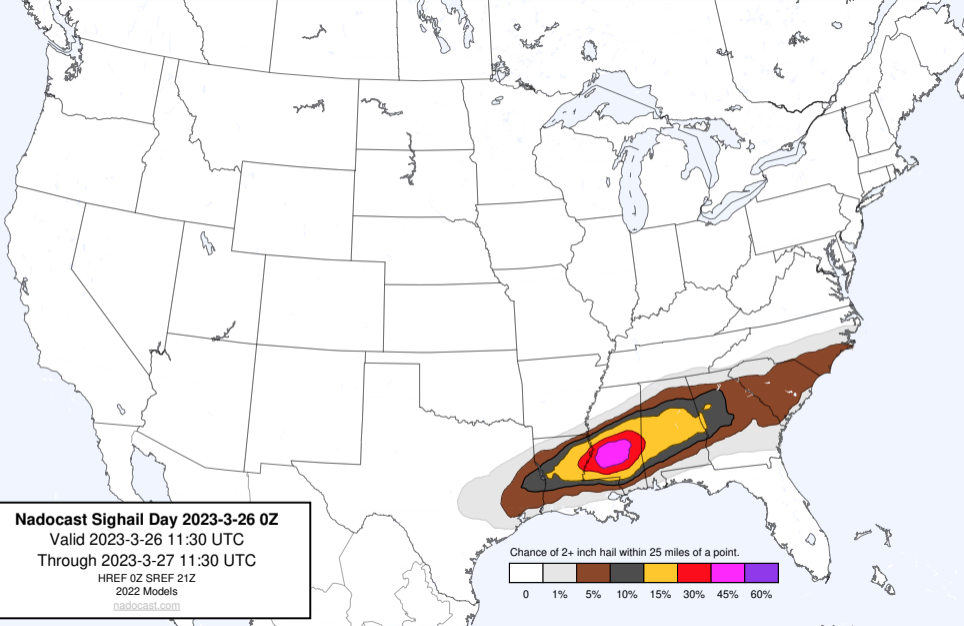 Nadocast Sighail Day 2023-3-26 0Z
Valid 2023-3-26 11:30 UTC
Through 2023-3-27 11:30 UTC
HREF 0Z SREF 21Z
2022 Models
nadocast.com
Chance of 2+ inch hail within 25 miles of a point.
0 1% 5% 10% 15% 30% 45% 60%